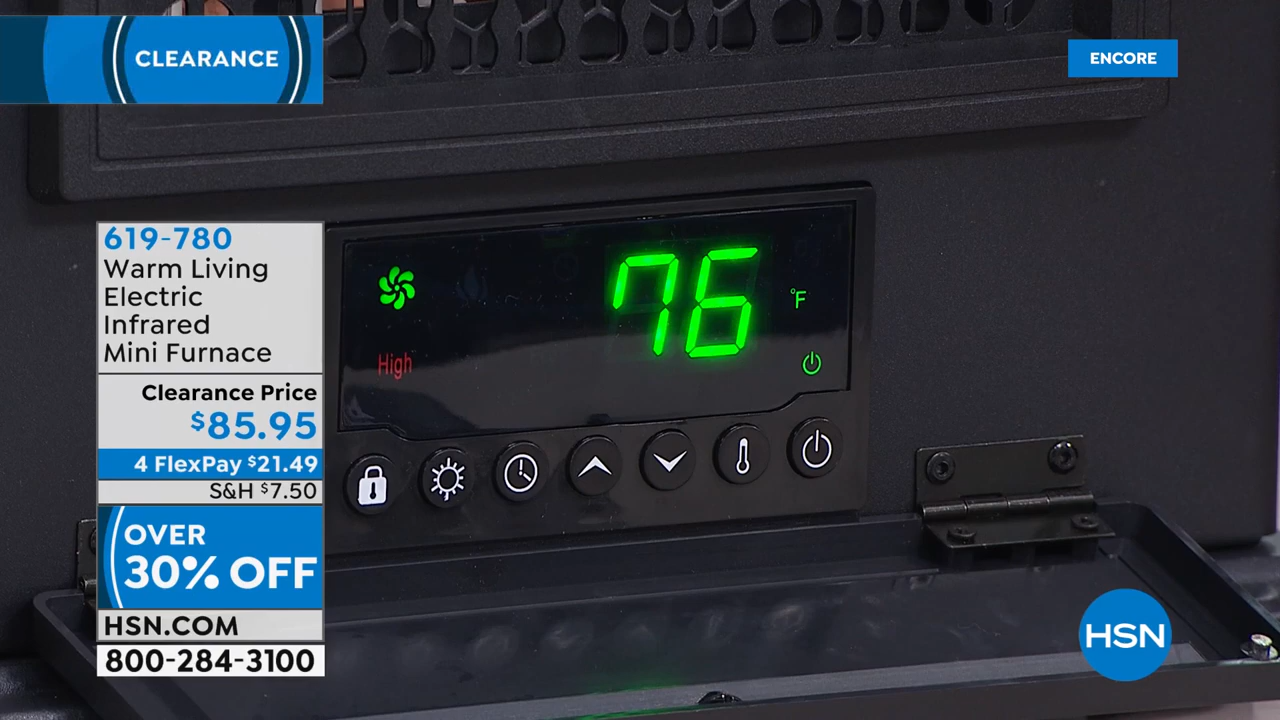 CLEARANCE
ENCORE
619-780
Warm Living
Electric
Infrared
Mini Furnace
Clearance Price
$85.95
4 FlexPay $21.49
S&H $7.50
OVER
30% OFF
HSN.COM
800-284-3100
76
°F
High
HSN